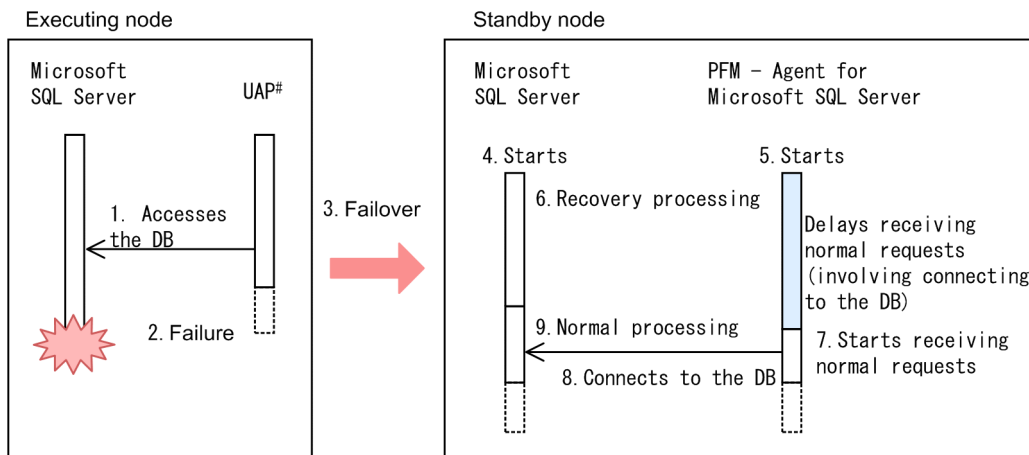 Executing node
Standby node
Microsoft
SQL Server
UAP#
Microsoft
SQL Server
PFM - Agent for
Microsoft SQL Server
1. Accesses
the DB
2. Failure
3. Failover
4. Starts
5. Starts
6. Recovery processing
Delays receiving
normal requests
(involving connecting
to the DB)
9. Normal processing
7. Starts receiving
normal requests
8. Connects to the DB